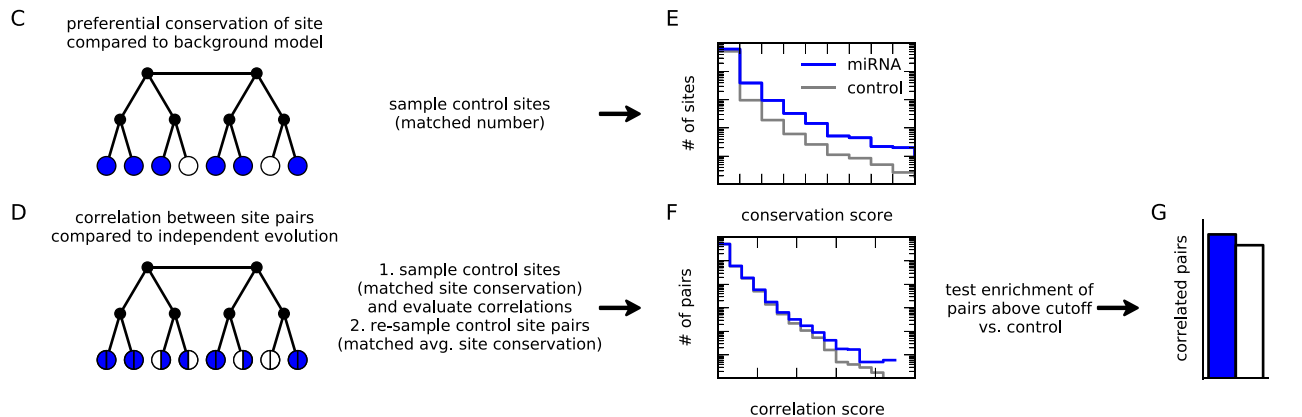 C
preferential conservation of site
compared to background model
sample control sites
(matched number)
E
# of sites
miRNA
control
conservation score
D
correlation between site pairs
compared to independent evolution
1. sample control sites
(matched site conservation)
and evaluate correlations
2. re-sample control site pairs
(matched avg. site conservation)
F
# of pairs
correlation score
test enrichment of
pairs above cutoff
vs. control
G
correlated pairs